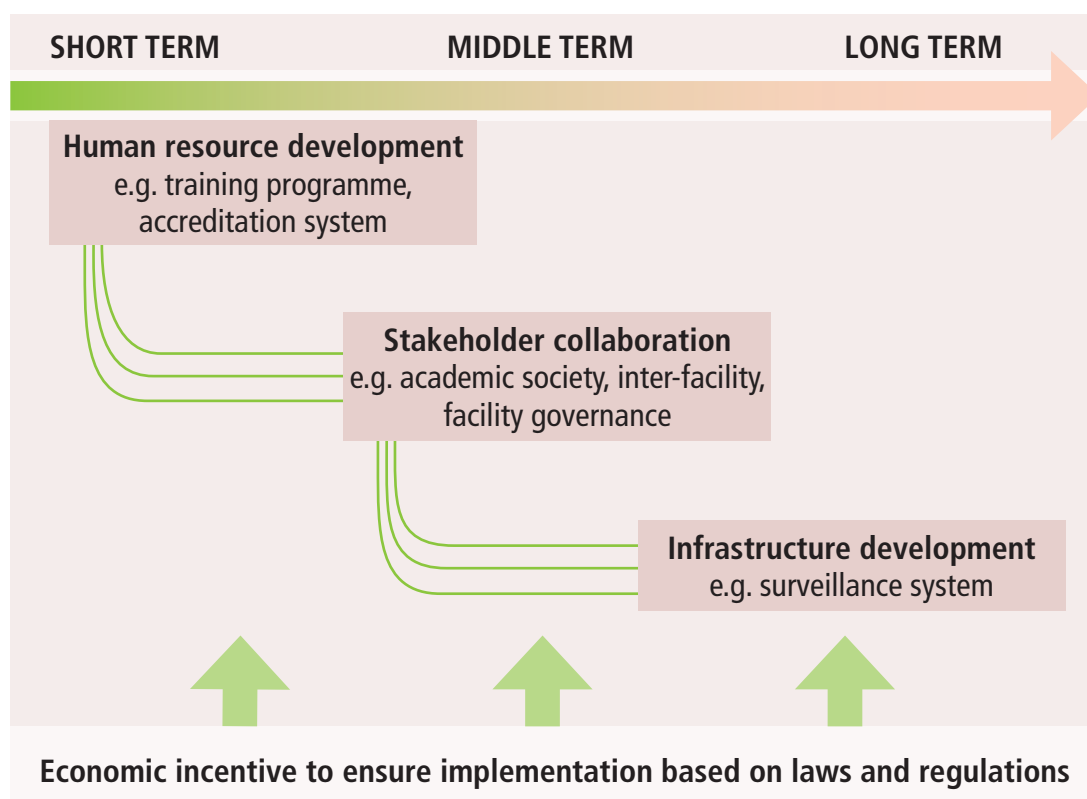 SHORT TERM
MIDDLE TERM
LONG TERM
Human resource development
e.g. training programme,
accreditation system
Stakeholder collaboration
e.g. academic society, inter-facility,
facility governance
Infrastructure development
e.g. surveillance system
Economic incentive to ensure implementation based on laws and regulations